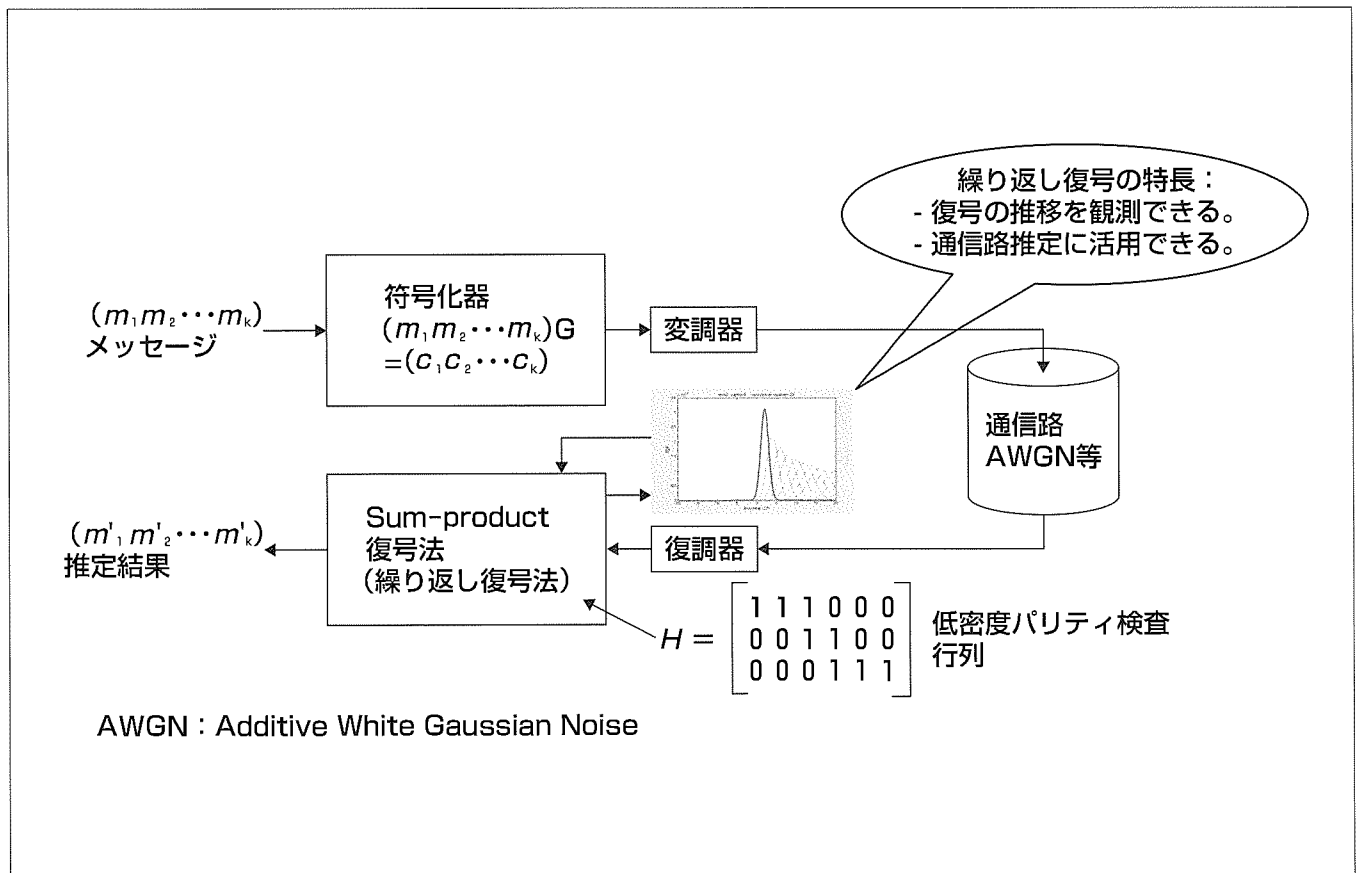 繰り返し復号の特長：
- 復号の推移を観測できる。
- 通信路推定に活用できる。
(m₁m₂⋯mₖ)
メッセージ
符号化器
(m₁m₂⋯mₖ)G
=(c₁c₂⋯cₖ)
変調器
通信路
AWGN等
復調器
Sum-product
復号法
(繰り返し復号法)
(m'₁m'₂⋯m'ₖ)
推定結果
H =
1 1 1 0 0 0
0 0 1 1 0 0
0 0 0 1 1 1
低密度パリティ検査
行列
AWGN：Additive White Gaussian Noise